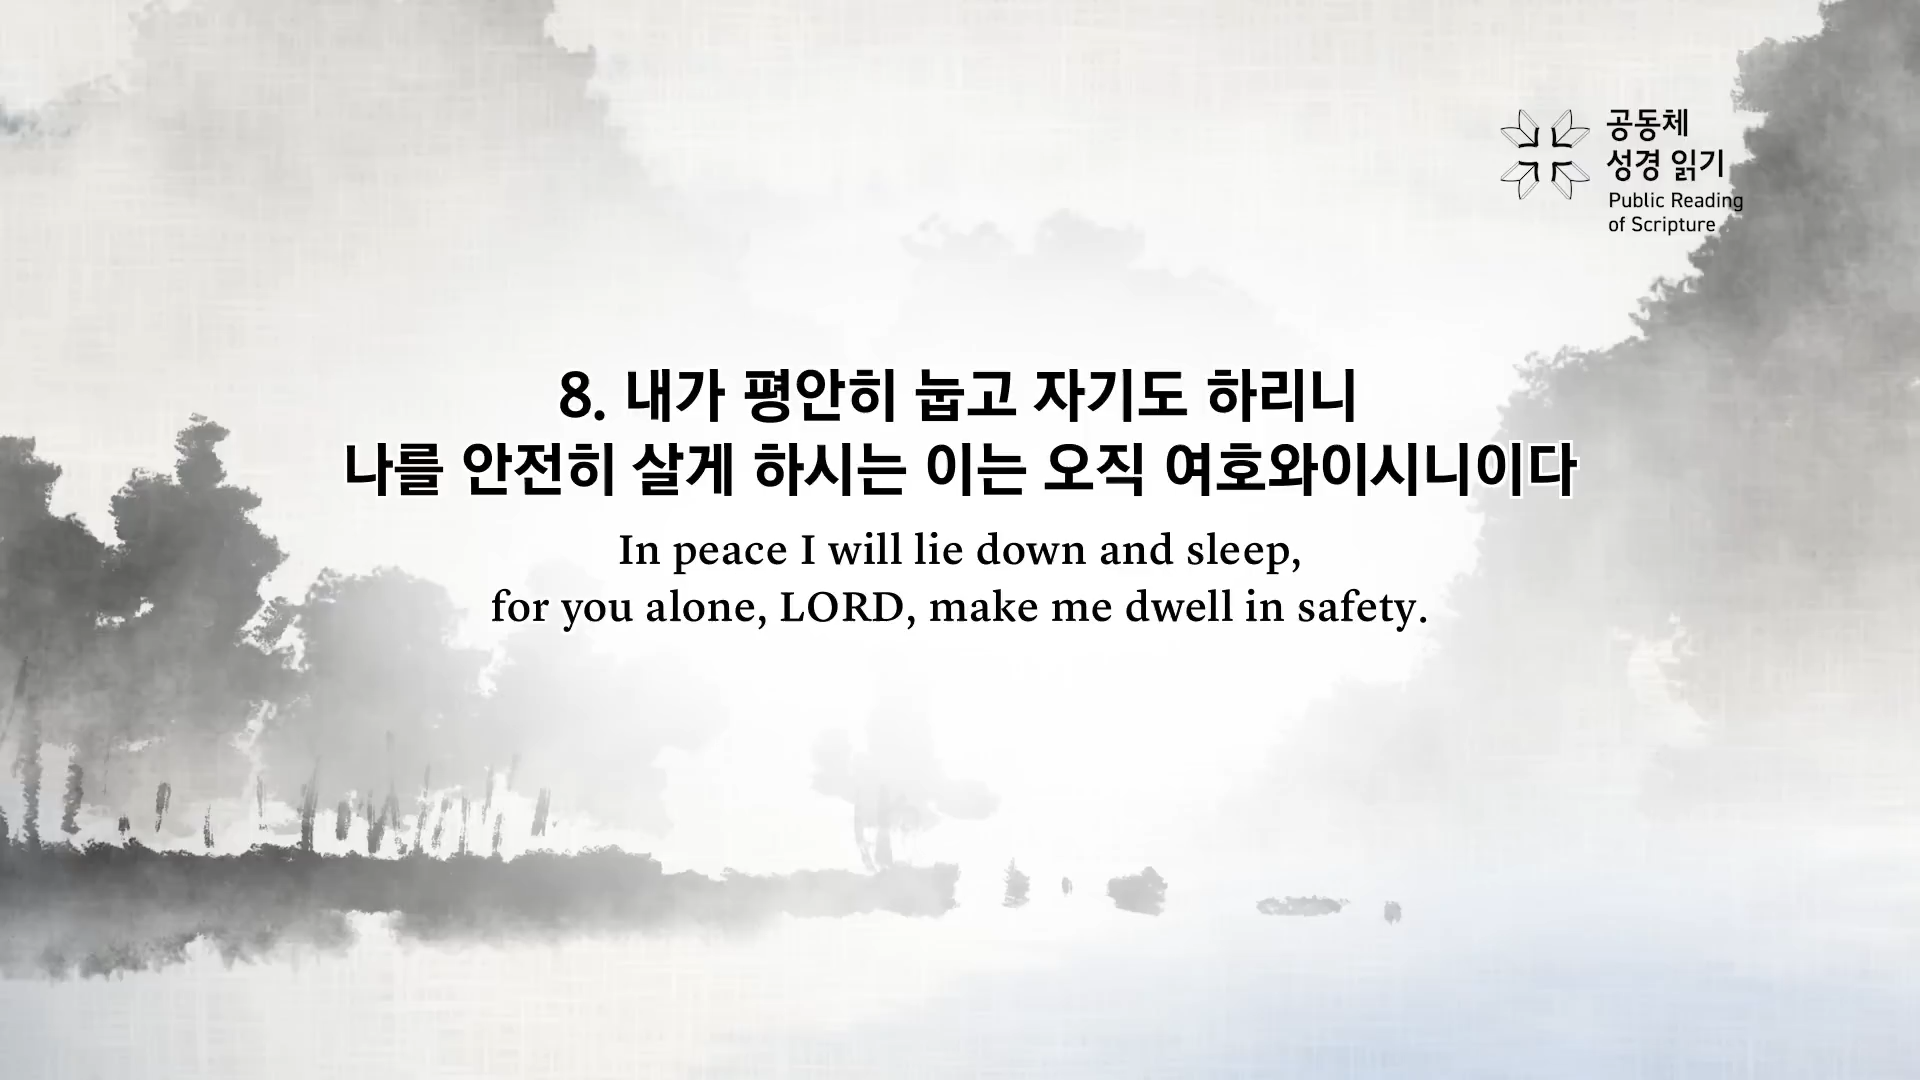 공동체
성경 읽기
Public Reading
of Scripture
8. 내가 평안히 눕고 자기도 하리니
나를 안전히 살게 하시는 이는 오직 여호와이시니이다
In peace I will lie down and sleep,
for you alone, LORD, make me dwell in safety.